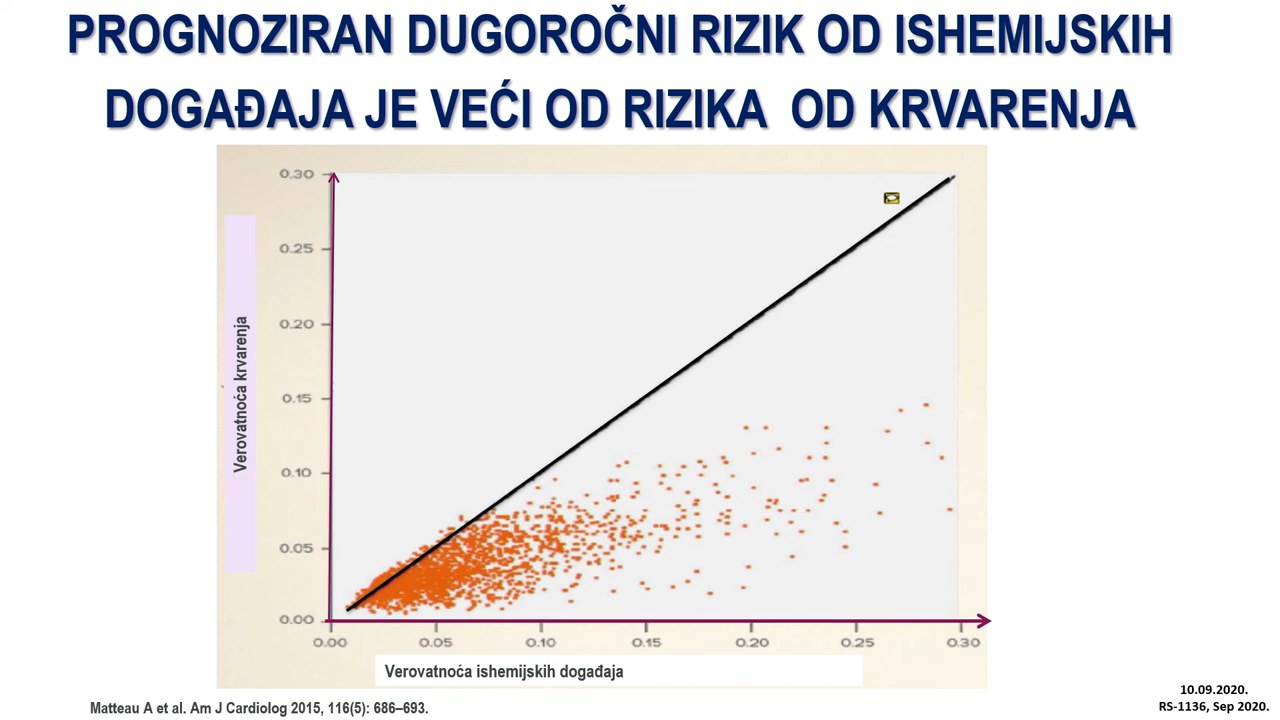 PROGNOZIRAN DUGOROČNI RIZIK OD ISHEMIJSKIH
DOGAĐAJA JE VEĆI OD RIZIKA OD KRVARENJA
0.30
0.25
0.20
0.15
0.10
0.05
0.00
Verovatnoća krvarenja
0.00 0.05 0.10 0.15 0.20 0.25 0.30
Verovatnoća ishemijskih događaja
Matteau A et al. Am J Cardiolog 2015, 116(5): 686–693.
10.09.2020.
RS-1136, Sep 2020.